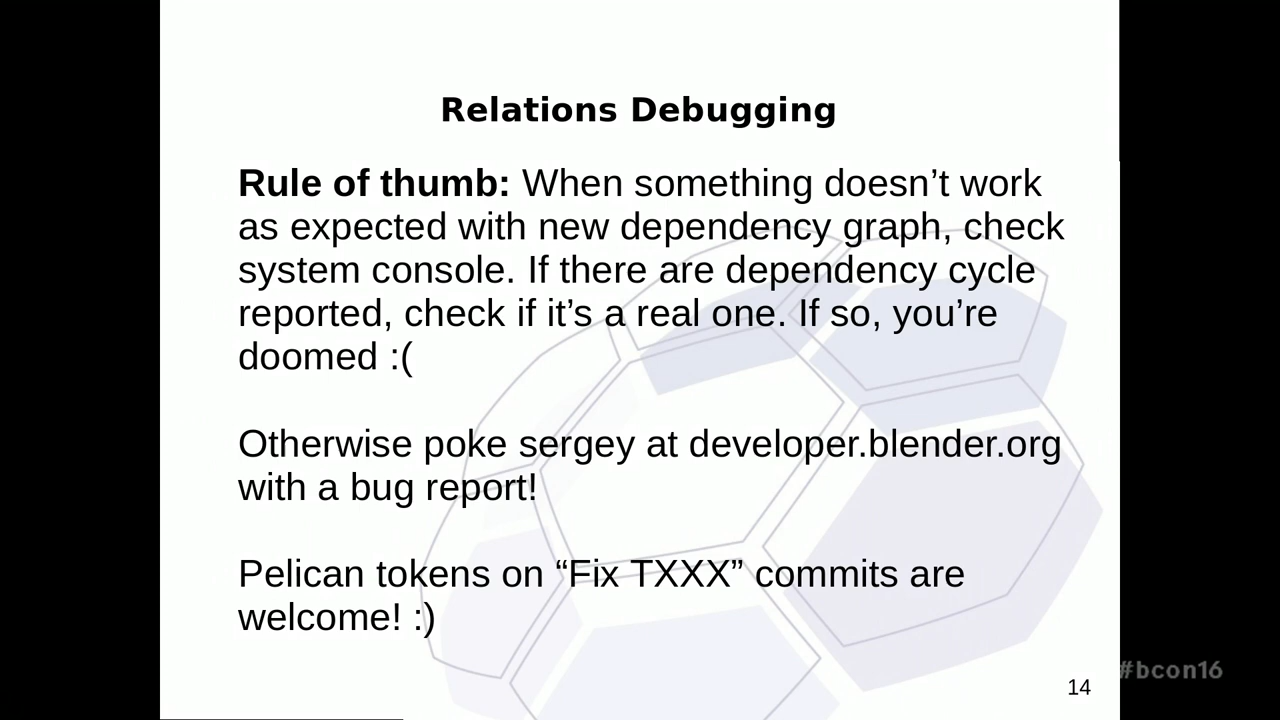 Relations Debugging
Rule of thumb: When something doesn’t work
as expected with new dependency graph, check
system console. If there are dependency cycle
reported, check if it’s a real one. If so, you’re
doomed :(
Otherwise poke sergey at developer.blender.org
with a bug report!
Pelican tokens on “Fix TXXX” commits are
welcome! :)
14
#bcon16